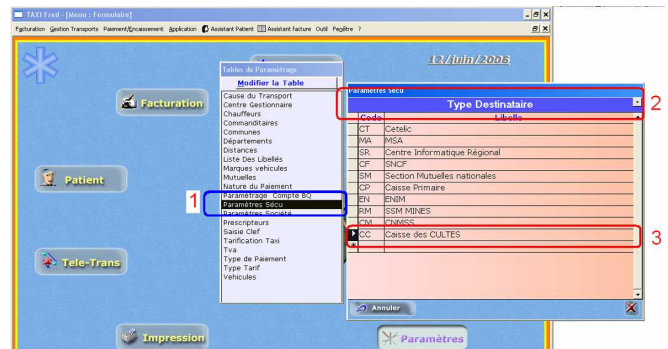 TAXI Fred - [Menu : Formulaire]
Facturation Gestion Transports Paiement/Encaissement Application Assistant Patient Assistant facture Outil Fenêtre ?
12/juin/2006
Facturation
Patient
Tele-Trans
Impression
Paramètres
Tables de Paramétrage
Modifier la Table
Cause du Transport
Centre Gestionnaire
Chauffeurs
Commanditaires
Communes
Départements
Distances
Liste Des Libellés
Marques vehicules
Mutuelles
Nature du Paiement
Paramétrage Compte BQ
1
Paramètres Sécu
Paramètres Société
Prescripteurs
Saisie Clef
Tarification Taxi
Tva
Type de Paiement
Type Tarif
Vehicules
Paramètres Sécu
Type Destinataire
2
Code Libelle
CT Cetelic
MA MSA
SR Centre Informatique Régional
CF SNCF
SM Section Mutuelles nationales
CP Caisse Primaire
EN ENIM
RM SSM MINES
CM CNMSS
CC Caisse des CULTES
3
Annuler